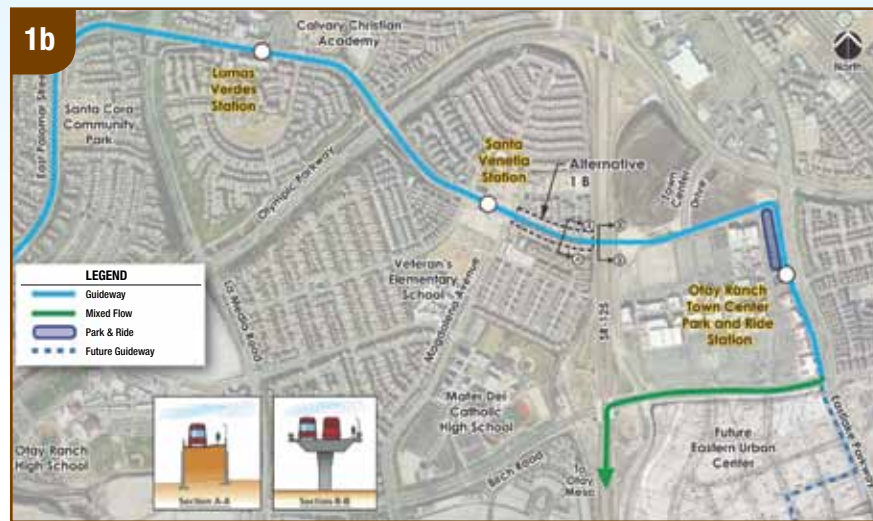 1b
Calvary Christian
Academy
North
Lomas
Verdes
Station
East Palomar Street
Santa Cora
Community
Park
Olympic Parkway
Santa
Venetia
Station
Alternative
1 B
Town
Center
Drive
Veteran's
Elementary
School
Magdalena Avenue
La Media Road
SR-125
Otay Ranch
Town Center
Park and Ride
Station
LEGEND
Guideway
Mixed Flow
Park & Ride
Future Guideway
Mater Dei
Catholic
High School
Eastlake Parkway
Otay Ranch
High School
Birch Road
To
Otay
Mesa
Future
Eastern Urban
Center
Section A-A
Section B-B